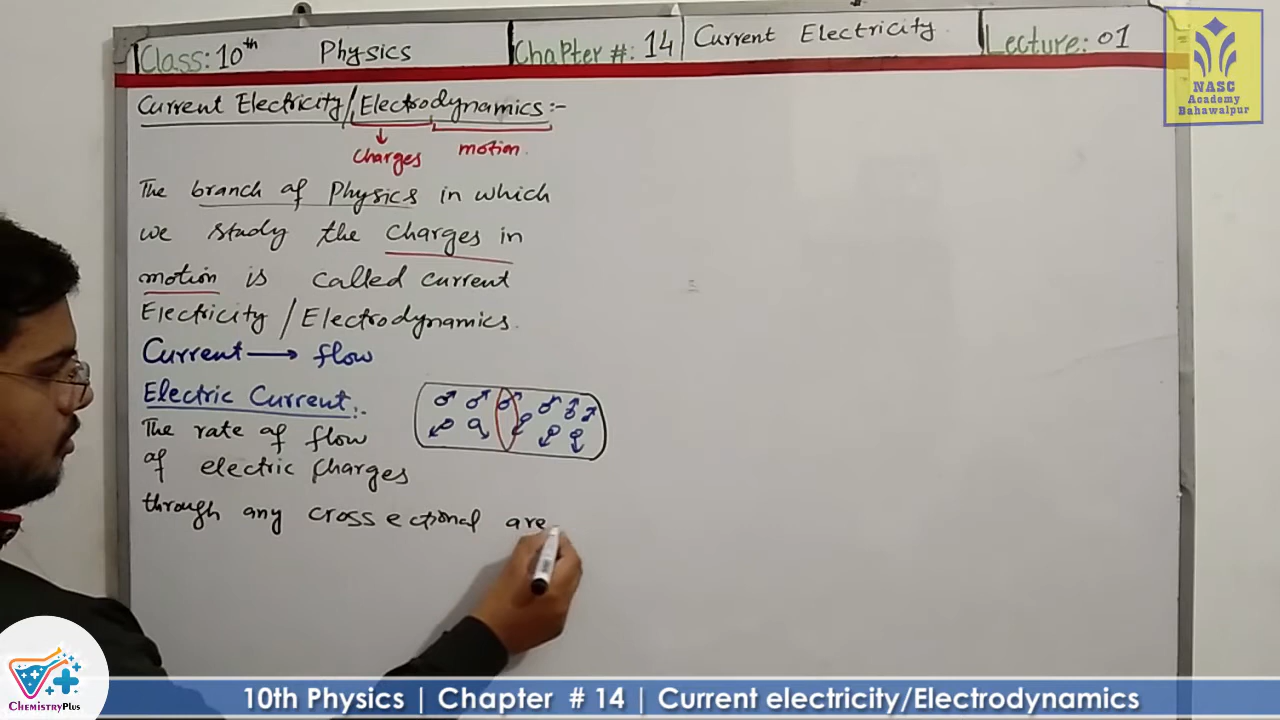 Class: 10th Physics Chapter #: 14 Current Electricity. Lecture: 01
NASC
Academy
Bahawalpur
Current Electricity/Electrodynamics:-
charges motion.
The branch of Physics in which
we study the charges in
motion is called current
Electricity / Electrodynamics.
Current → flow
Electric Current:-
The rate of flow
of electric charges
through any cross ectional are
CHEMISTRYPLUS
10th Physics | Chapter # 14 | Current electricity/Electrodynamics